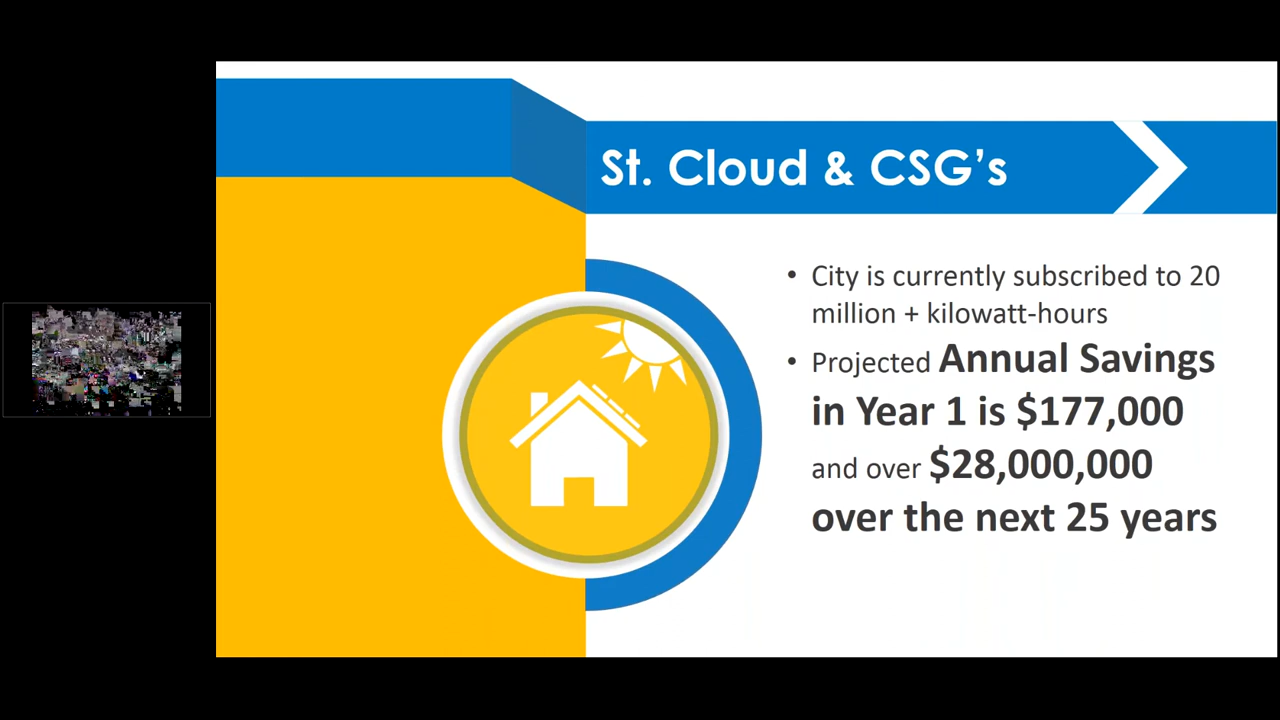 St. Cloud & CSG’s
• City is currently subscribed to 20
million + kilowatt-hours
• Projected Annual Savings
in Year 1 is $177,000
and over $28,000,000
over the next 25 years